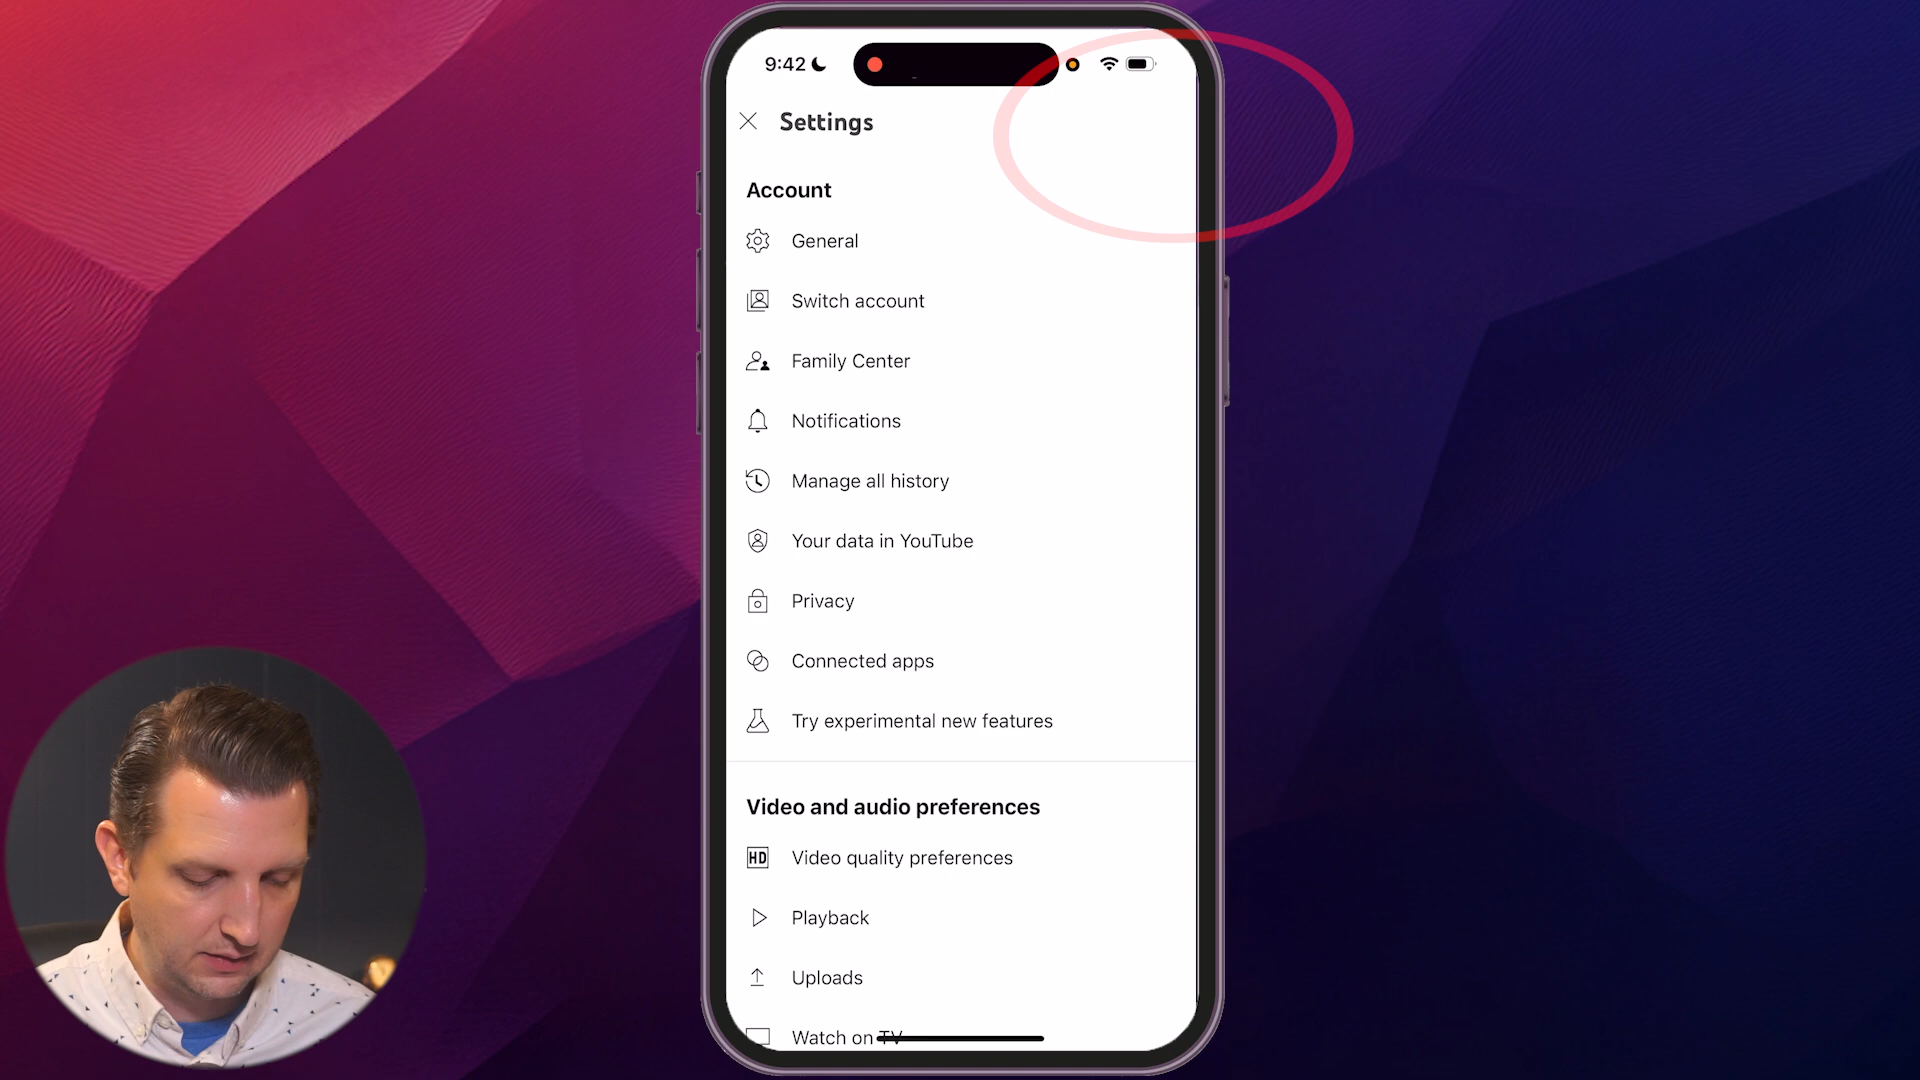 9:42
Settings
Account
General
Switch account
Family Center
Notifications
Manage all history
Your data in YouTube
Privacy
Connected apps
Try experimental new features
Video and audio preferences
HD
Video quality preferences
Playback
Uploads
Watch on TV